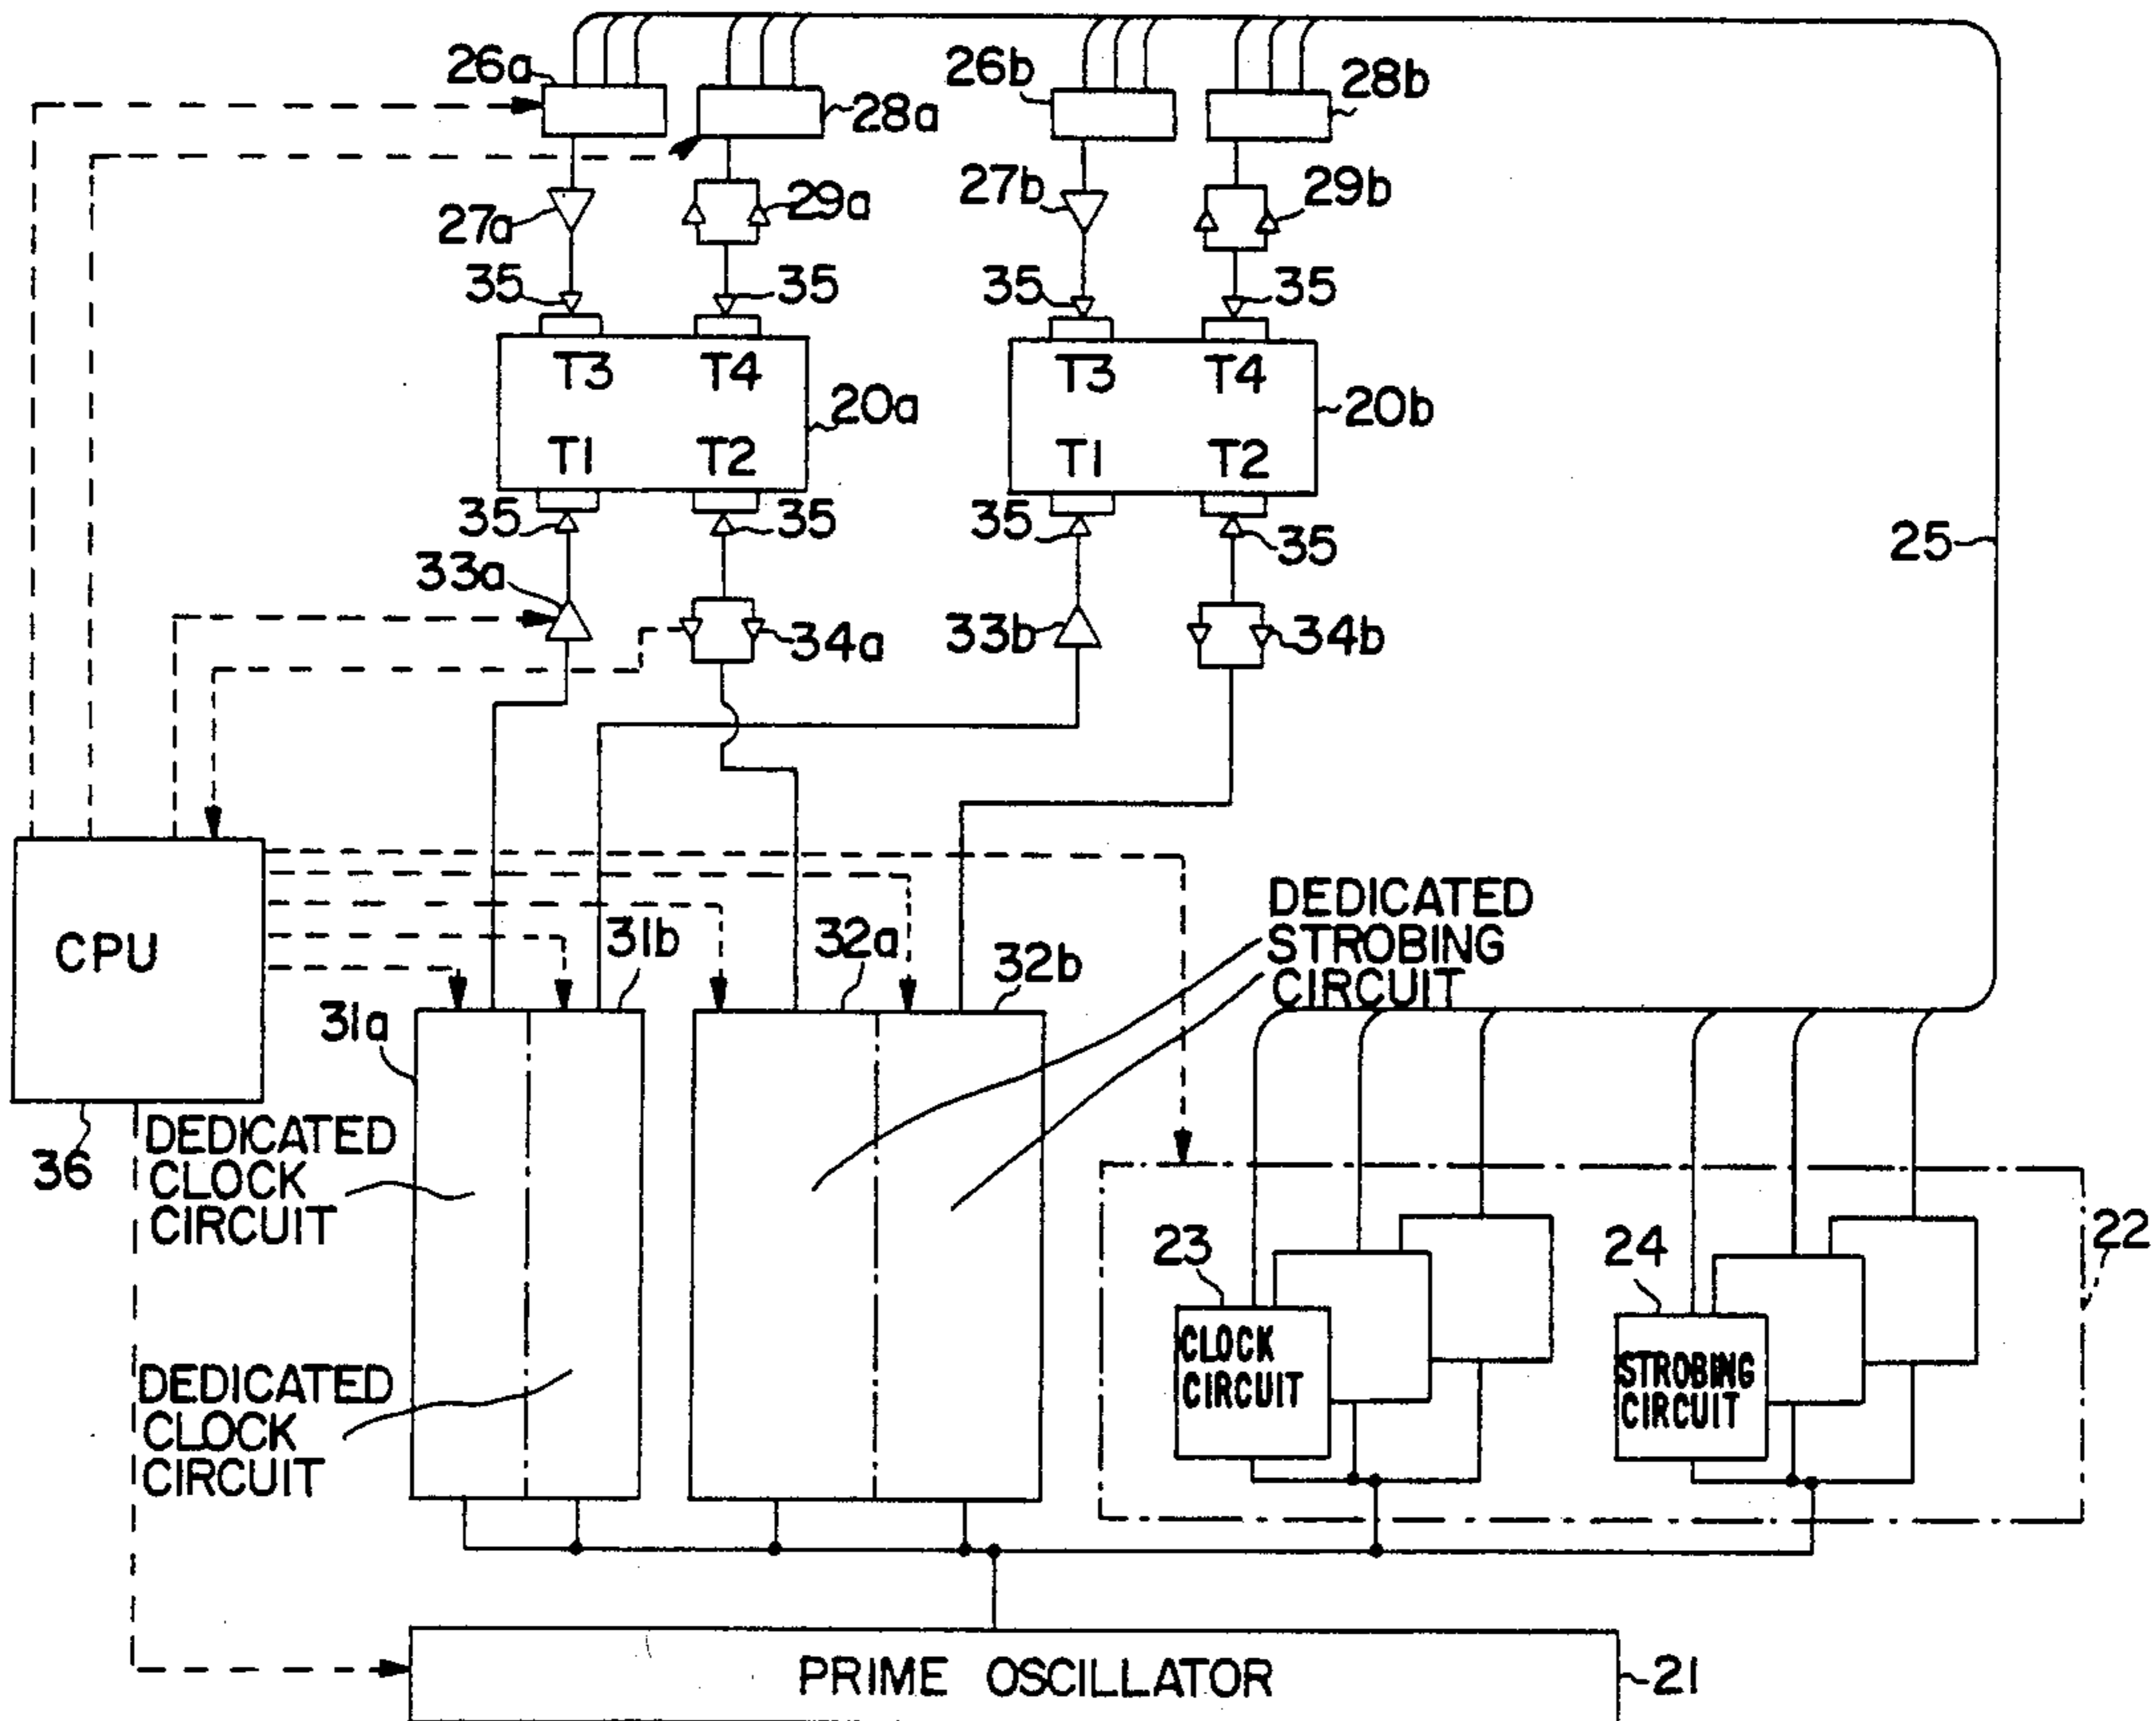 26a
28a
26b
28b
27a
29a
27b
29b
35
35
35
35
T3
T4
T3
T4
20a
20b
T1
T2
T1
T2
35
35
35
35
25
33a
34a
33b
34b
CPU
31b
32a
32b
DEDICATED
STROBING
CIRCUIT
31a
36
DEDICATED
CLOCK
CIRCUIT
23
24
22
CLOCK
CIRCUIT
STROBING
CIRCUIT
DEDICATED
CLOCK
CIRCUIT
PRIME OSCILLATOR
21